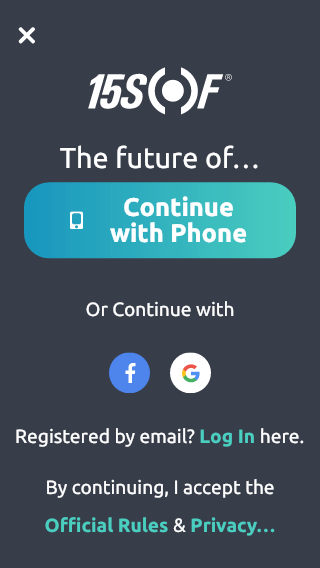 15SOF®
The future of…
Continue
with Phone
Or Continue with
Registered by email? Log In here.
By continuing, I accept the
Official Rules & Privacy…